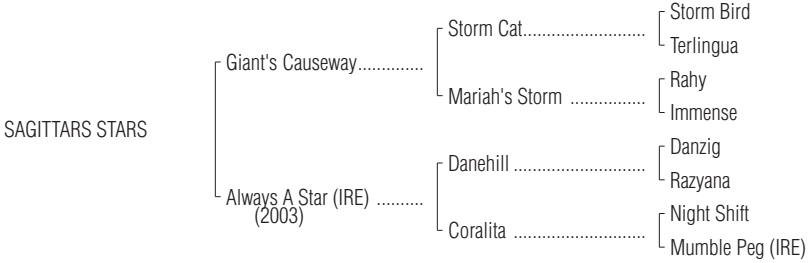 Storm Bird
Storm Cat..........................
Terlingua
Giant's Causeway..............
Rahy
Mariah's Storm ................
Immense
SAGITTARS STARS
Danzig
Danehill ............................
Razyana
Always A Star (IRE) ..........
(2003)
Night Shift
Coralita ............................
Mumble Peg (IRE)